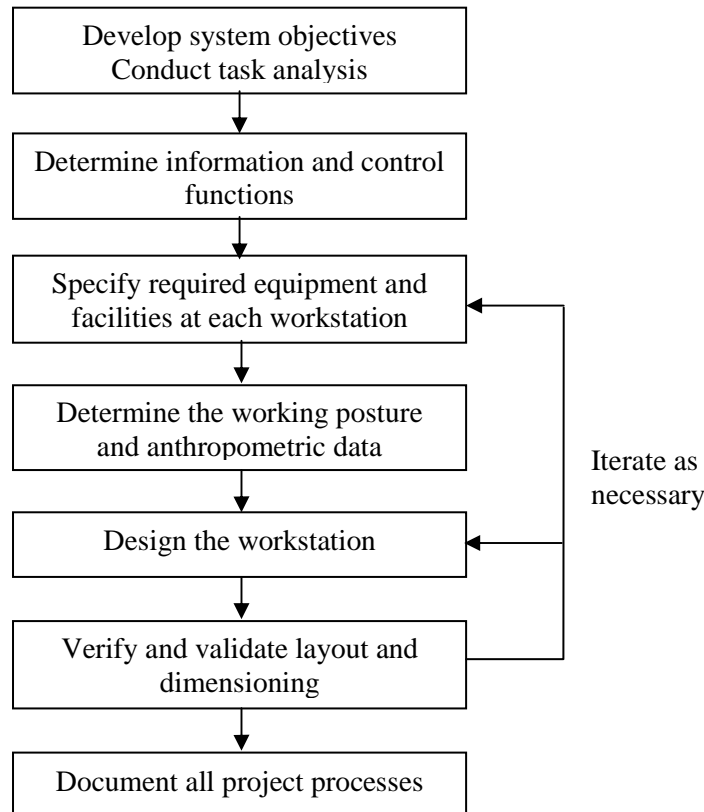 Develop system objectives
Conduct task analysis
Determine information and control
functions
Specify required equipment and
facilities at each workstation
Determine the working posture
and anthropometric data
Iterate as
necessary
Design the workstation
Verify and validate layout and
dimensioning
Document all project processes